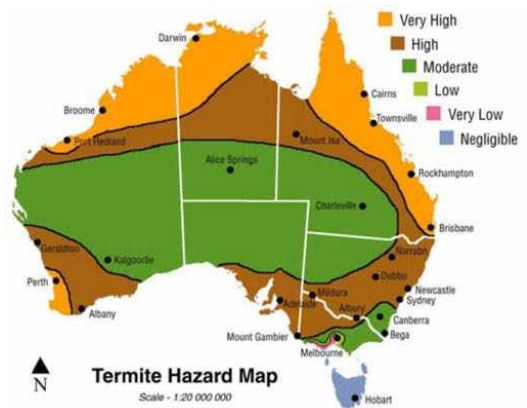 Very High
High
Moderate
Low
Very Low
Negligible
Darwin
Broome
Port Hedland
Cairns
Townsville
Mount Isa
Alice Springs
Rockhampton
Charleville
Brisbane
Geraldton
Kalgoorlie
Narrabri
Dubbo
Perth
Albany
Mildura
Newcastle
Sydney
Adelaide
Albury
Canberra
Mount Gambier
Bega
Melbourne
Hobart
N
Termite Hazard Map
Scale - 1:20 000 000